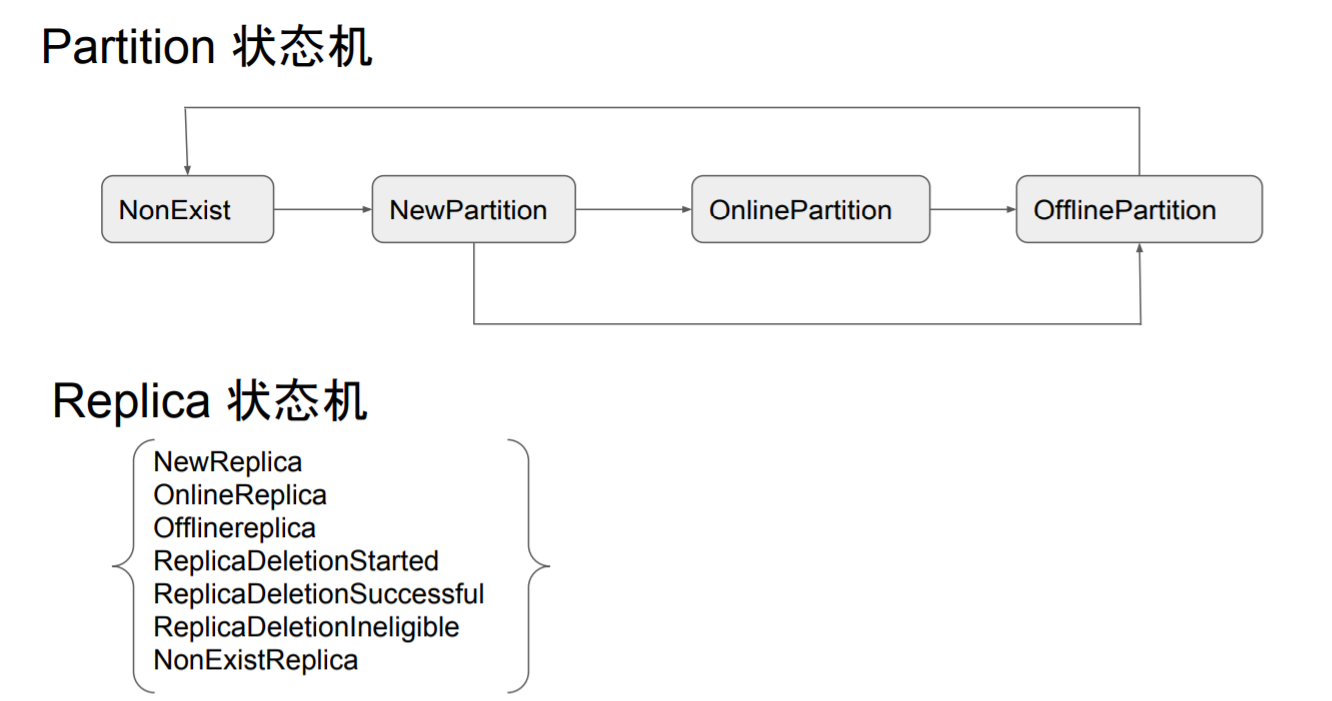 Partition 状态机
NonExist
NewPartition
OnlinePartition
OfflinePartition
Replica 状态机
NewReplica
OnlineReplica
Offlinereplica
ReplicaDeletionStarted
ReplicaDeletionSuccessful
ReplicaDeletionIneligible
NonExistReplica